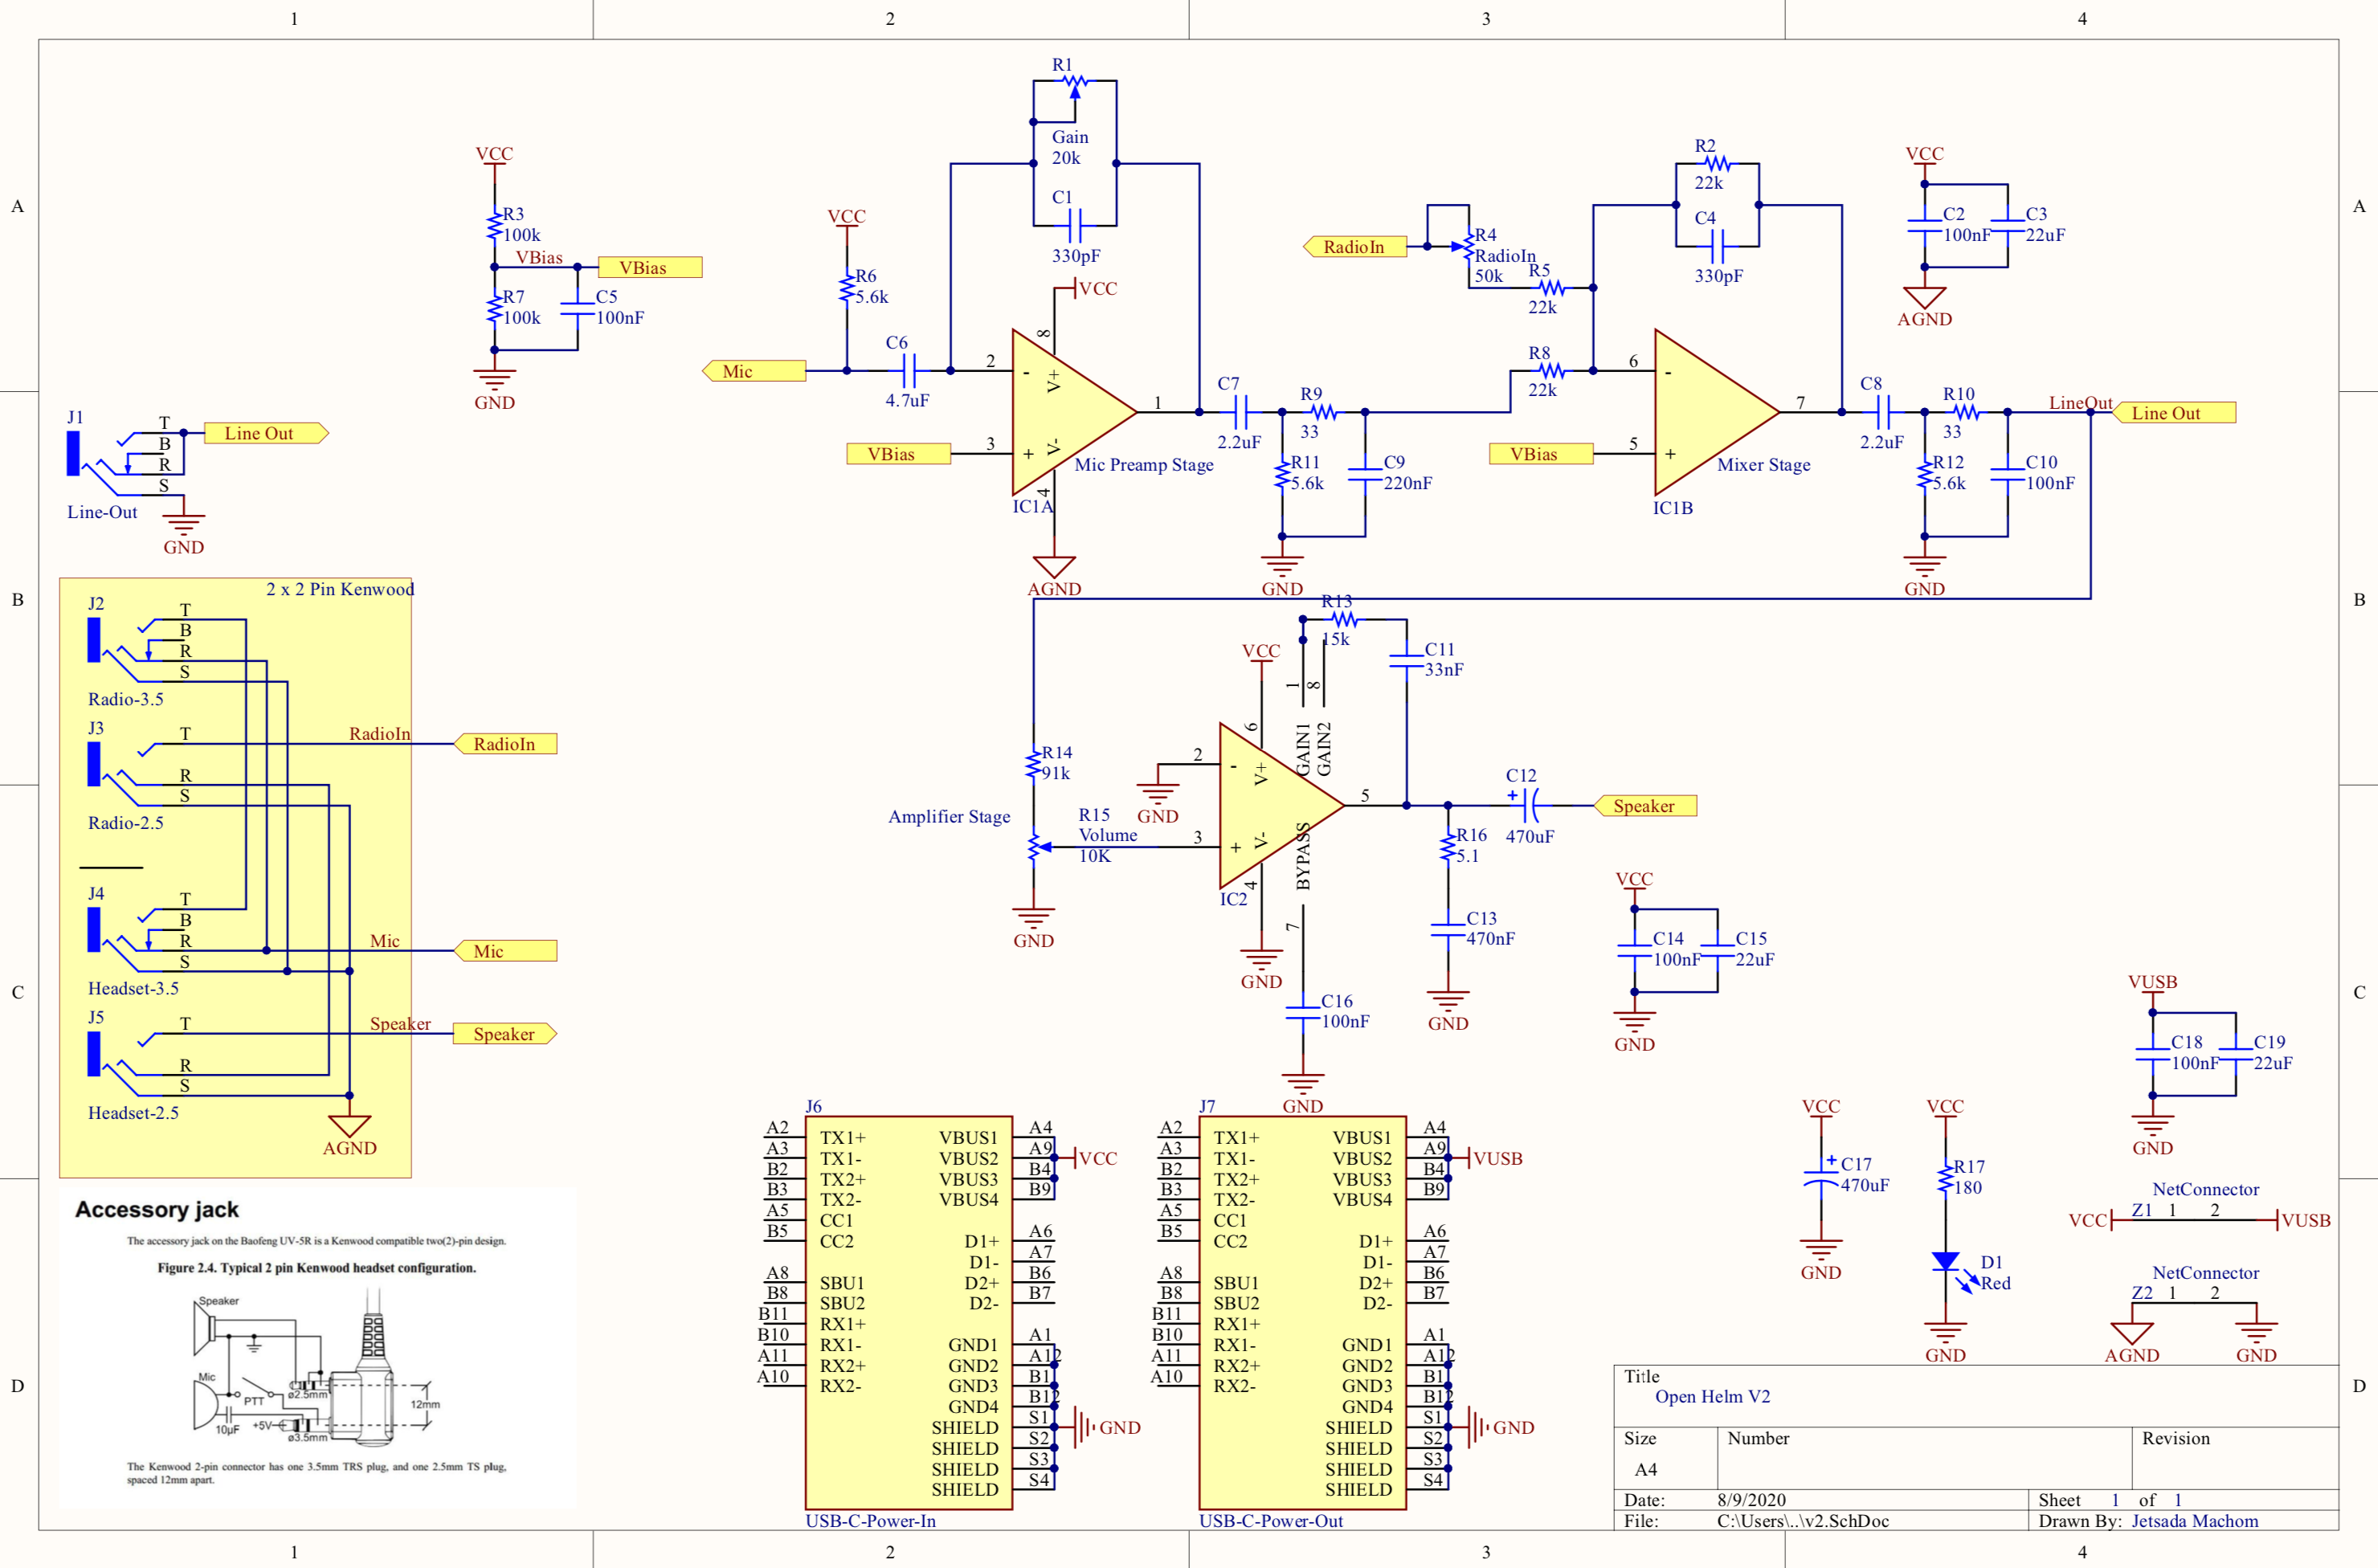 1 2 3 4
A A
B B
C C
D D
VCC
R3
100k
VBias
VBias
R7
100k
C5
100nF
GND
J1
T
B
R
S
Line Out
Line-Out
GND
2 x 2 Pin Kenwood
J2
T
B
R
S
Radio-3.5
J3
T
R
S
RadioIn
RadioIn
Radio-2.5
J4
T
B
R
S
Mic
Mic
Headset-3.5
J5
T
R
S
Speaker
Speaker
Headset-2.5
AGND
Accessory jack
The accessory jack on the Baofeng UV-5R is a Kenwood compatible two(2)-pin design.
Figure 2.4. Typical 2 pin Kenwood headset configuration.
Speaker
Mic
PTT
10µF
+5V
ø2.5mm
ø3.5mm
12mm
The Kenwood 2-pin connector has one 3.5mm TRS plug, and one 2.5mm TS plug,
spaced 12mm apart.
R1
Gain
20k
C1
330pF
VCC
R6
5.6k
Mic
C6
4.7uF
VBias
VCC
8
2
-
V+
3
+
V-
4
1
IC1A
Mic Preamp Stage
AGND
C7
2.2uF
R9
33
R11
5.6k
C9
220nF
GND
RadioIn
R4
RadioIn
50k
R5
22k
R8
22k
R2
22k
C4
330pF
VBias
6
-
5
+
7
IC1B
Mixer Stage
VCC
C2
100nF
C3
22uF
AGND
C8
2.2uF
R10
33
LineOut
Line Out
R12
5.6k
C10
100nF
GND
R13
15k
C11
33nF
VCC
6
1
8
GAIN1
GAIN2
R14
91k
Amplifier Stage
R15
Volume
10K
GND
2
-
V+
GND
3
+
V-
4
5
IC2
BYPASS
7
GND
C16
100nF
GND
C12
+
470uF
Speaker
R16
5.1
C13
470nF
GND
VCC
C14
100nF
C15
22uF
GND
VUSB
C18
100nF
C19
22uF
GND
VCC
+
C17
470uF
GND
VCC
R17
180
D1
Red
GND
NetConnector
VCC Z1 1 2 VUSB
NetConnector
Z2 1 2
AGND GND
J6
A2 TX1+ VBUS1 A4
A3 TX1- VBUS2 A9 VCC
B2 TX2+ VBUS3 B4
B3 TX2- VBUS4 B9
A5 CC1
B5 CC2 D1+ A6
D1- A7
A8 SBU1 D2+ B6
B8 SBU2 D2- B7
B11 RX1+
B10 RX1- GND1 A1
A11 RX2+ GND2 A12
A10 RX2- GND3 B1
GND4 B12
SHIELD S1 GND
SHIELD S2
SHIELD S3
SHIELD S4
USB-C-Power-In
J7
A2 TX1+ VBUS1 A4
A3 TX1- VBUS2 A9 VUSB
B2 TX2+ VBUS3 B4
B3 TX2- VBUS4 B9
A5 CC1
B5 CC2 D1+ A6
D1- A7
A8 SBU1 D2+ B6
B8 SBU2 D2- B7
B11 RX1+
B10 RX1- GND1 A1
A11 RX2+ GND2 A12
A10 RX2- GND3 B1
GND4 B12
SHIELD S1 GND
SHIELD S2
SHIELD S3
SHIELD S4
USB-C-Power-Out
Title
Open Helm V2
Size Number Revision
A4
Date: 8/9/2020 Sheet 1 of 1
File: C:\Users\..\v2.SchDoc Drawn By: Jetsada Machom
1 2 3 4